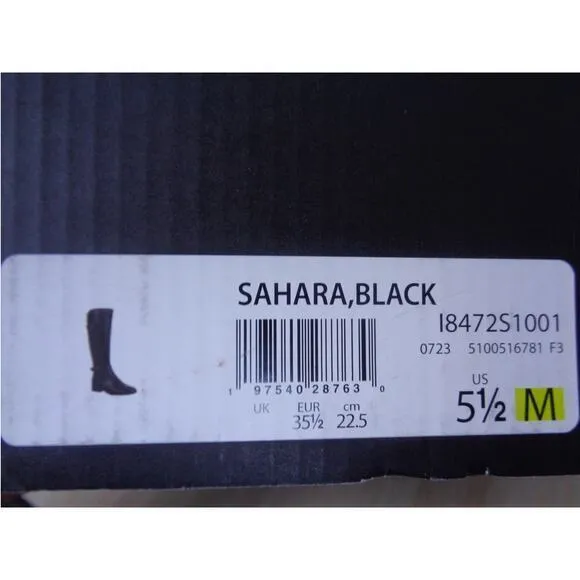 SAHARA,BLACK
I8472S1001
0723 5100516781 F3
1 97540 28763 0
UK EUR cm
35½ 22.5
US
5½ M